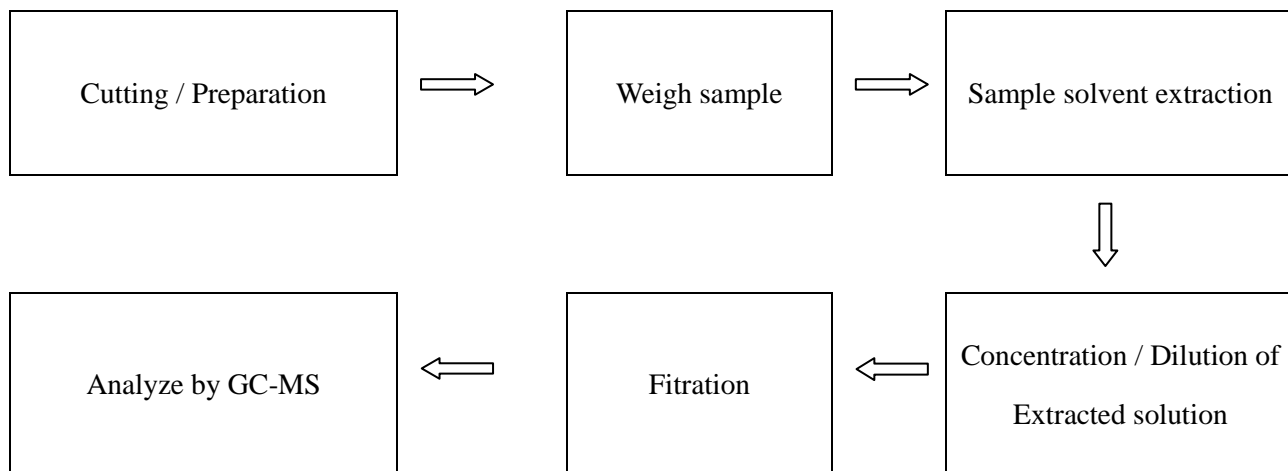 Cutting / Preparation
Weigh sample
Sample solvent extraction
Concentration / Dilution of
Extracted solution
Fitration
Analyze by GC-MS